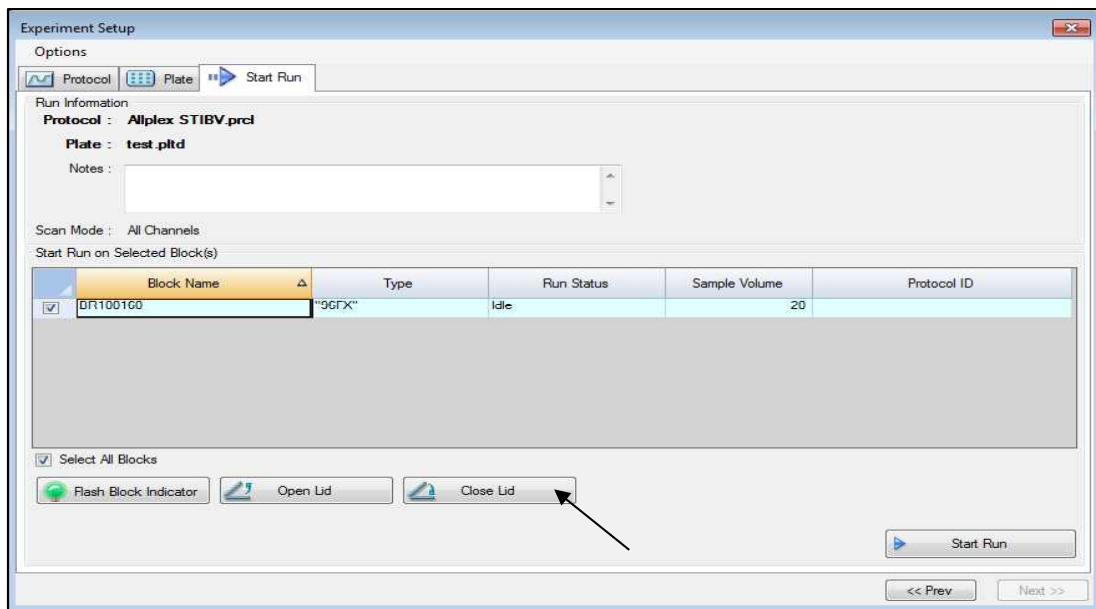 Experiment Setup
Options
Protocol Plate Start Run
Run Information
Protocol : Allplex STIBV.prcl
Plate : test.pltd
Notes :
Scan Mode : All Channels
Start Run on Selected Block(s)
Block Name Type Run Status Sample Volume Protocol ID
Idle 20
Select All Blocks
Flash Block Indicator Open Lid Close Lid
Start Run
<< Prev Next >>